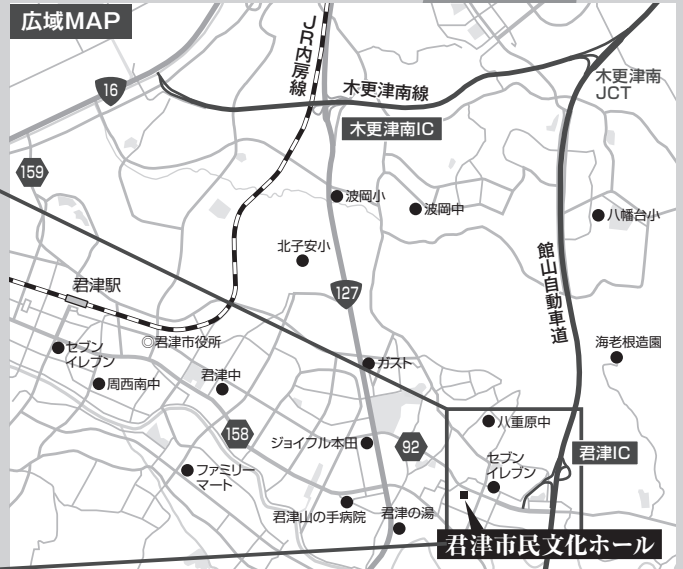 広域MAP
JR内房線
16
木更津南線
木更津南
JCT
木更津南IC
159
波岡小
波岡中
八幡台小
北子安小
館山自動車道
君津駅
127
◎君津市役所
セブン
イレブン
ガスト
海老根造園
周西南中
君津中
八重原中
158
ジョイフル本田
92
君津IC
セブン
イレブン
ファミリー
マート
君津山の手病院
君津の湯
君津市民文化ホール